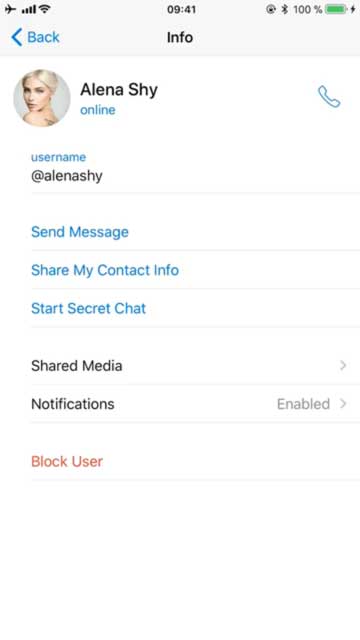 09:41
100 %
Back
Info
Alena Shy
online
username
@alenashy
Send Message
Share My Contact Info
Start Secret Chat
Shared Media
Notifications Enabled
Block User